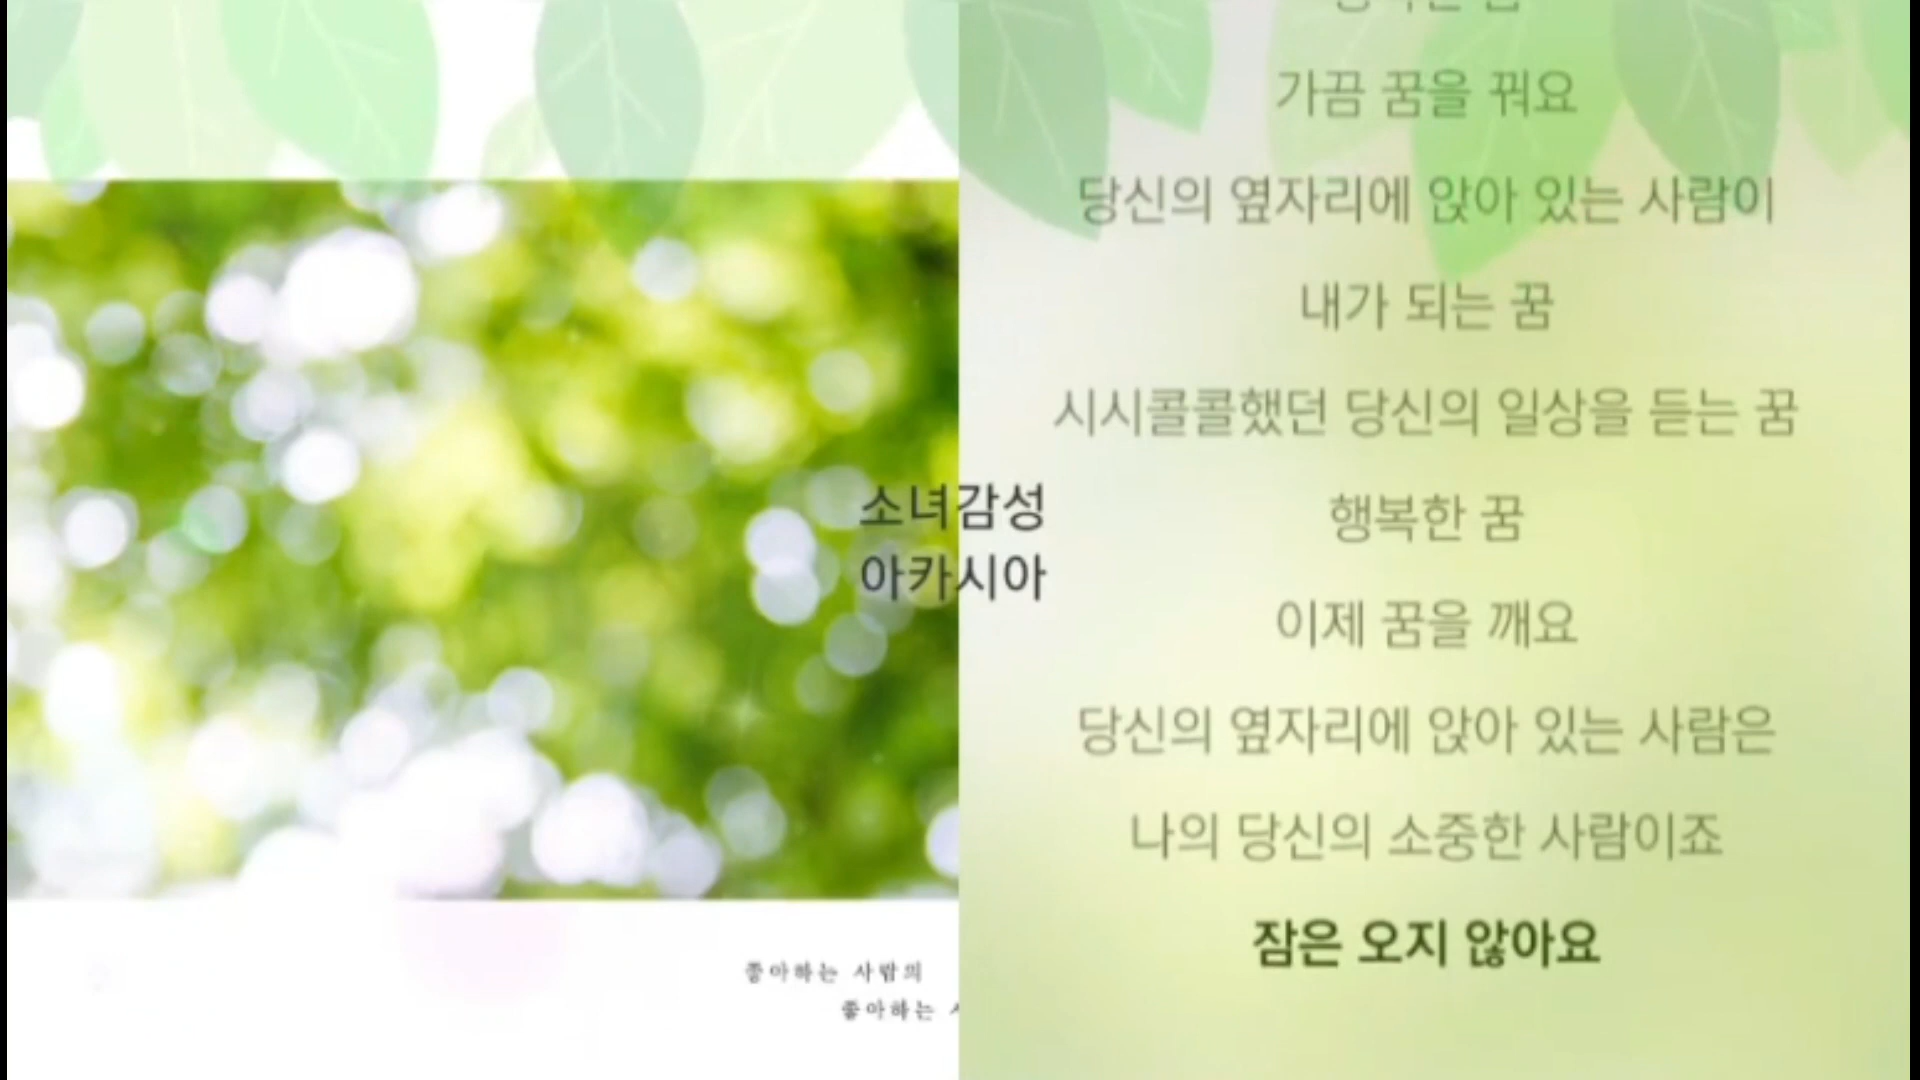 가끔 꿈을 꿔요
당신의 옆자리에 앉아 있는 사람이
내가 되는 꿈
시시콜콜했던 당신의 일상을 듣는 꿈
행복한 꿈
이제 꿈을 깨요
당신의 옆자리에 앉아 있는 사람은
나의 당신의 소중한 사람이죠
잠은 오지 않아요
소녀감성
아카시아
좋아하는 사람의
좋아하는